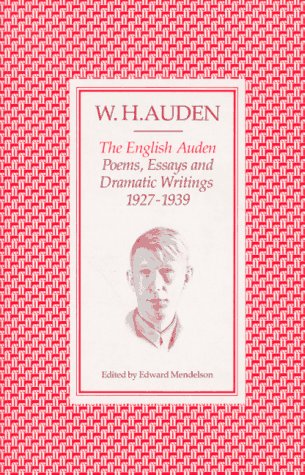 W. H. AUDEN
The English Auden
Poems, Essays and
Dramatic Writings
1927-1939
Edited by Edward Mendelson